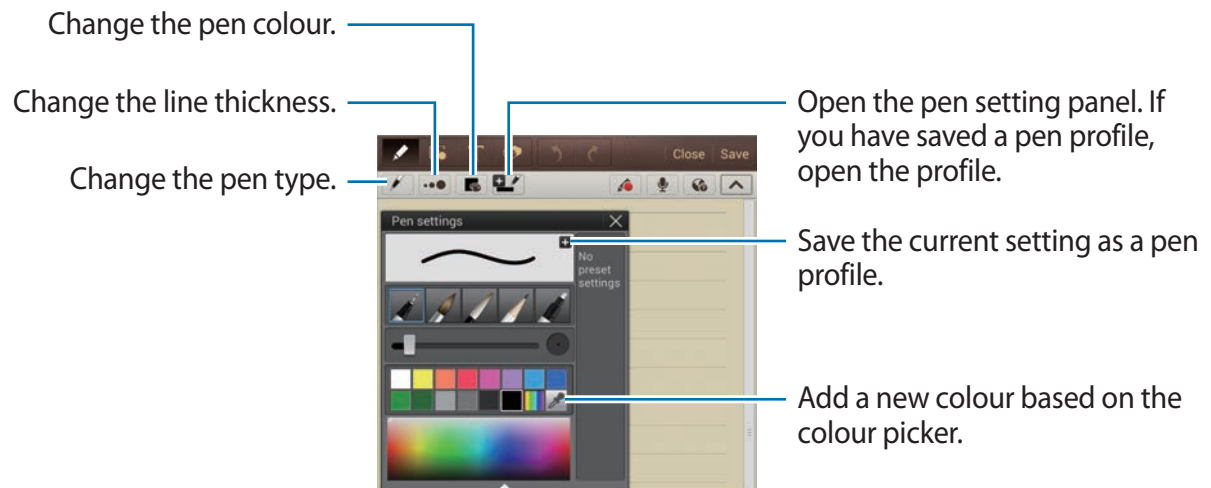 Change the pen colour.
Change the line thickness.
Change the pen type.
Open the pen setting panel. If
you have saved a pen profile,
open the profile.
Close Save
Pen settings
No
preset
settings
Save the current setting as a pen
profile.
Add a new colour based on the
colour picker.